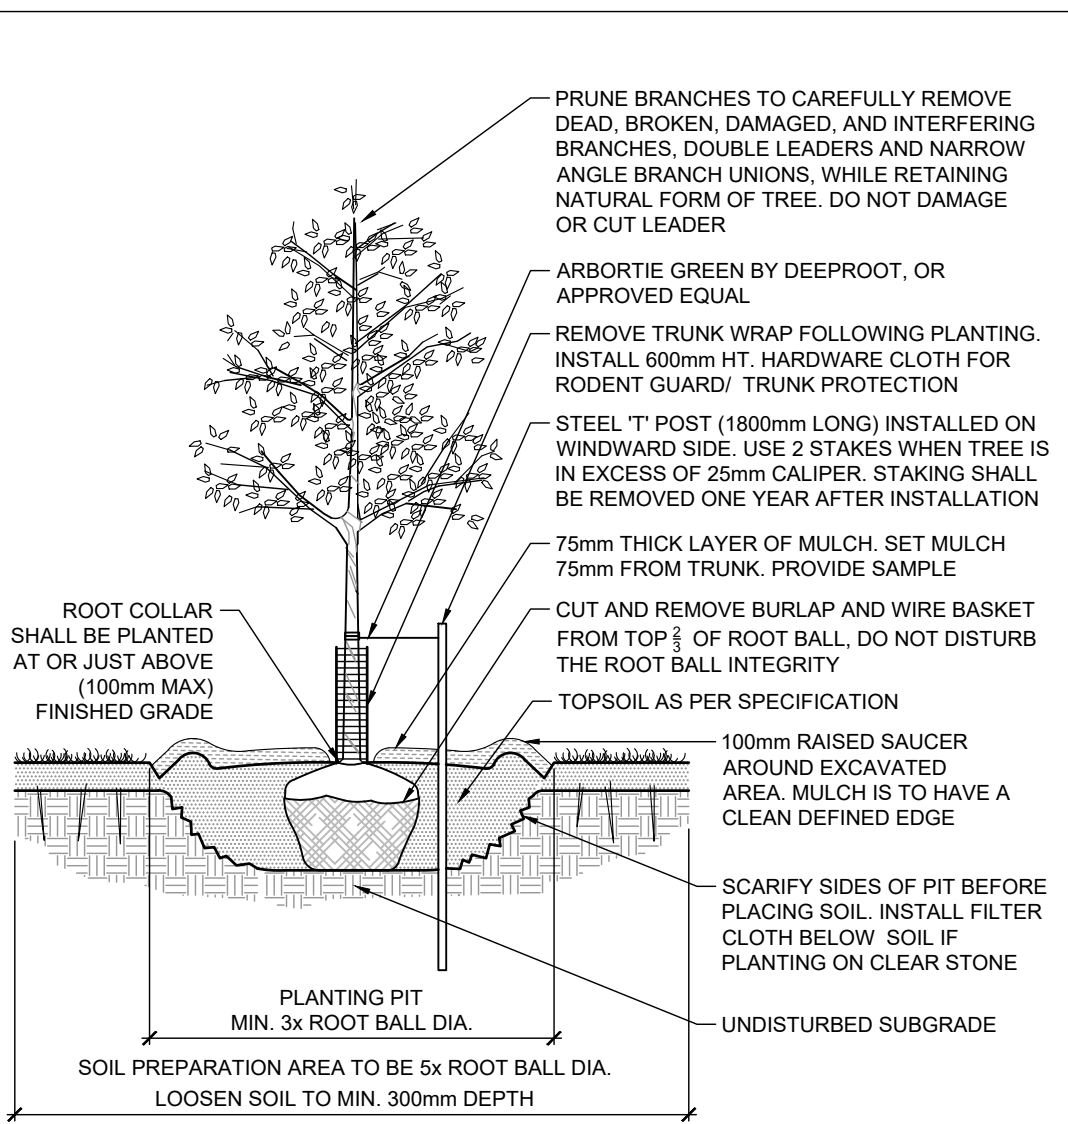 PRUNE BRANCHES TO CAREFULLY REMOVE
DEAD, BROKEN, DAMAGED, AND INTERFERING
BRANCHES, DOUBLE LEADERS AND NARROW
ANGLE BRANCH UNIONS, WHILE RETAINING
NATURAL FORM OF TREE. DO NOT DAMAGE
OR CUT LEADER
ARBORTIE GREEN BY DEEPROOT, OR
APPROVED EQUAL
REMOVE TRUNK WRAP FOLLOWING PLANTING.
INSTALL 600mm HT. HARDWARE CLOTH FOR
RODENT GUARD/ TRUNK PROTECTION
STEEL 'T' POST (1800mm LONG) INSTALLED ON
WINDWARD SIDE. USE 2 STAKES WHEN TREE IS
IN EXCESS OF 25mm CALIPER. STAKING SHALL
BE REMOVED ONE YEAR AFTER INSTALLATION
75mm THICK LAYER OF MULCH. SET MULCH
75mm FROM TRUNK. PROVIDE SAMPLE
CUT AND REMOVE BURLAP AND WIRE BASKET
FROM TOP 2/3 OF ROOT BALL, DO NOT DISTURB
THE ROOT BALL INTEGRITY
ROOT COLLAR
SHALL BE PLANTED
AT OR JUST ABOVE
(100mm MAX)
FINISHED GRADE
TOPSOIL AS PER SPECIFICATION
100mm RAISED SAUCER
AROUND EXCAVATED
AREA. MULCH IS TO HAVE A
CLEAN DEFINED EDGE
SCARIFY SIDES OF PIT BEFORE
PLACING SOIL. INSTALL FILTER
CLOTH BELOW SOIL IF
PLANTING ON CLEAR STONE
UNDISTURBED SUBGRADE
PLANTING PIT
MIN. 3x ROOT BALL DIA.
SOIL PREPARATION AREA TO BE 5x ROOT BALL DIA.
LOOSEN SOIL TO MIN. 300mm DEPTH